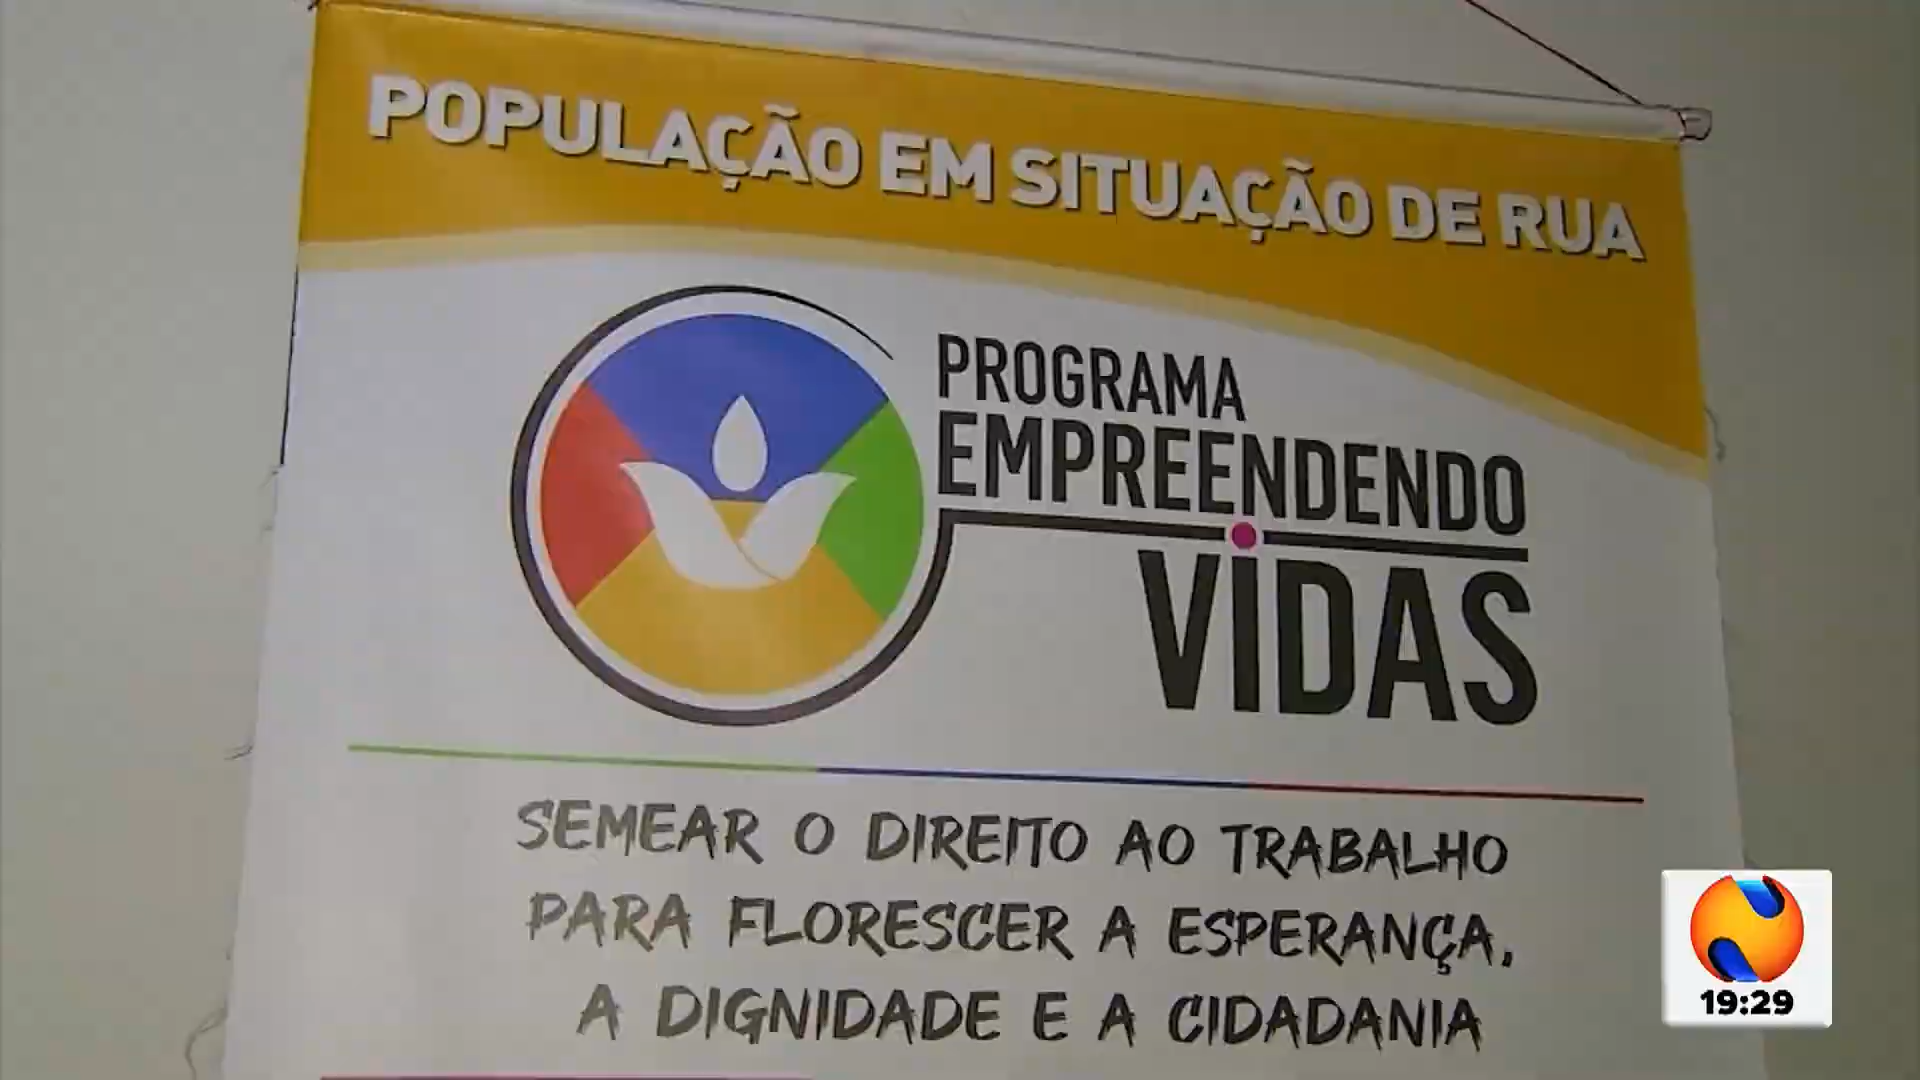 POPULAÇÃO EM SITUAÇÃO DE RUA
PROGRAMA
EMPREENDENDO
VIDAS
SEMEAR O DIREITO AO TRABALHO
PARA FLORESCER A ESPERANÇA,
A DIGNIDADE E A CIDADANIA
19:29